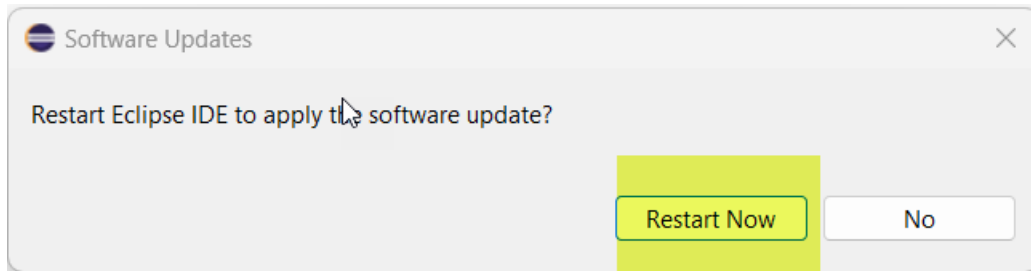 Software Updates
Restart Eclipse IDE to apply the software update?
Restart Now
No